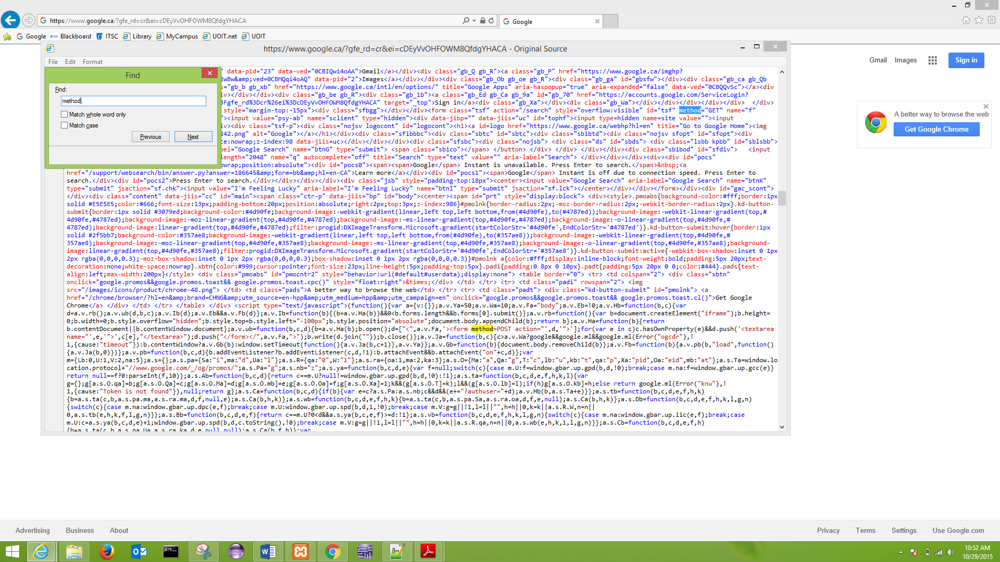 https://www.google.ca/?gfe_rd=cr&ei=cDEyVvOHFOWM8QfdgYHACA
Google
Google Blackboard ITSC Library MyCampus UOIT.net UOIT
https://www.google.ca/?gfe_rd=cr&ei=cDEyVvOHFOWM8QfdgYHACA - Original Source
File Edit Format
Gmail Images Sign in
Find
Find:
method
Match whole word only
Match case
Previous Next
" data-pid="23" data-ved="0CBIQwi4oAA">Gmail</a></div><div class="gb_Q gb_R"><a class="gb_P" href="https://www.google.ca/imghp?
2wBw&amp;ved=0CBMQqi4oAQ" data-pid="2">Images</a></div></div><div class="gb_Ob gb_oe gb_R"><div class="gb_ga" id="gbsfw"></div><div class="gb_ca gb_Qb
="gb_b gb_xb" href="https://www.google.ca/intl/en/options/" title="Google Apps" aria-haspopup="true" aria-expanded="false" data-ved="0CBQQvSc"></a><div
></div></div></div><div class="gb_be gb_R"><div class="gb_1b"><a class="gb_Ed gb_Ca gb_9a" id="gb_70" href="https://accounts.google.com/ServiceLogin?
3Fgfe_rd%3Dcr%26ei%3DcDEyVvOHFOWM8QfdgYHACA" target="_top">Sign in</a><div class="gb_Xa"></div><div class="gb_Wa"></div></div></div></div> </div>
style="margin-top:-15px"><div class="sfbgg"></div><form class="tsf" action="/search" style="overflow:visible" id="tsf" method="GET" name="f"
"><input value="psy-ab" name="sclient" type="hidden"><div data-jibp="" data-jiis="uc" id="tophf"><input type=hidden name=site value=""><input
><div class="tsf-p"><div class="nojsv logocont" id="logocont"><h1><a id=logo href="https://www.google.ca/webhp?hl=en" title="Go to Google Home"><img
242.png" alt="Google"></a></h1><div class="sfibbbc"><div class="sbtc" id="sbtc"><div class="sbibtd"><div class="nojsv sfopt" id="sfopt"><div
ce:nowrap;z-index:98 data-jiis=uc></div></div></div><div class="sfsbc"><div class="nojsb"> <div class="ds" id="sbds"> <div class="lsbb kpbb" id="sblsbb">
bel="Google Search" name="btnG" type="submit"> <span class="sbico"></span> </button> </div> </div></div></div><div class="sbibod" id="sfdiv"> <input
length="2048" name="q" autocomplete="off" title="Search" type="text" value="" aria-label="Search"> </div></div></div><div><div id="pocs"
wrap;position:absolute"><div id="pocs0"><span><span>Google</span> Instant is unavailable. Press Enter to search.</span>&nbsp;<a
href="/support/websearch/bin/answer.py?answer=186645&amp;form=bb&amp;hl=en-CA">Learn more</a></div><div id="pocs1"><span>Google</span> Instant is off due to connection speed. Press Enter to
search.</div><div id="pocs2">Press Enter to search.</div></div></div></div><div class="jsb" style="padding-top:18px"><center><input value="Google Search" aria-label="Google Search" name="btnK"
type="submit" jsaction="sf.chk"><input value="I'm Feeling Lucky" aria-label="I'm Feeling Lucky" name="btnI" type="submit" jsaction="sf.lck"></center></div></div></form></div><div id="gac_scont">
</div><div class="content" data-jiis="cc" id="main"><span class="ctr-p" data-jiis="bp" id="body"><center><span id="prt" style="display:block"> <div><style>.pmoabs{background-color:#fff;border:1px
solid #E5E5E5;color:#666;font-size:13px;padding-bottom:20px;position:absolute;right:2px;top:3px;z-index:986}#pmolnk{border-radius:2px;-moz-border-radius:2px;-webkit-border-radius:2px}.kd-button-
submit{border:1px solid #3079ed;background-color:#4d90fe;background-image:-webkit-gradient(linear,left top,left bottom,from(#4d90fe),to(#4787ed));background-image:-webkit-linear-gradient(top,#
4d90fe,#4787ed);background-image:-moz-linear-gradient(top,#4d90fe,#4787ed);background-image:-ms-linear-gradient(top,#4d90fe,#4787ed);background-image:-o-linear-gradient(top,#4d90fe,#
4787ed);background-image:linear-gradient(top,#4d90fe,#4787ed);filter:progid:DXImageTransform.Microsoft.gradient(startColorStr='#4d90fe',EndColorStr='#4787ed')}.kd-button-submit:hover{border:1px
solid #2f5bb7;background-color:#357ae8;background-image:-webkit-gradient(linear,left top,left bottom,from(#4d90fe),to(#357ae8));background-image:-webkit-linear-gradient(top,#4d90fe,#
357ae8);background-image:-moz-linear-gradient(top,#4d90fe,#357ae8);background-image:-ms-linear-gradient(top,#4d90fe,#357ae8);background-image:-o-linear-gradient(top,#4d90fe,#357ae8);background-
image:linear-gradient(top,#4d90fe,#357ae8);filter:progid:DXImageTransform.Microsoft.gradient(startColorStr='#4d90fe',EndColorStr='#357ae8')}.kd-button-submit:active{-webkit-box-shadow:inset 0 1px
2px rgba(0,0,0,0.3);-moz-box-shadow:inset 0 1px 2px rgba(0,0,0,0.3);box-shadow:inset 0 1px 2px rgba(0,0,0,0.3)}#pmolnk a{color:#fff;display:inline-block;font-weight:bold;padding:5px 20px;text-
decoration:none;white-space:nowrap}.xbtn{color:#999;cursor:pointer;font-size:23px;line-height:5px;padding-top:5px}.padi{padding:0 8px 0 10px}.padt{padding:5px 20px 0 0;color:#444}.pads{text-
align:left;max-width:200px}</style> <div class="pmoabs" id="pmocntr2" style="behavior:url(#default#userdata);display:none"> <table border="0"> <tr> <td colspan="2"> <div class="xbtn"
onclick="google.promos&&google.promos.toast&& google.promos.toast.cpc()" style="float:right">&times;</div> </td> </tr> <tr> <td class="padi" rowspan="2"> <img
src="/images/icons/product/chrome-48.png"> </td> <td class="pads">A better way to browse the web</td> </tr> <tr> <td class="padt"> <div class="kd-button-submit" id="pmolnk"> <a
href="/chrome/browser/?hl=en&amp;brand=CHNG&amp;utm_source=en-hpp&amp;utm_medium=hpp&amp;utm_campaign=en" onclick="google.promos&&google.promos.toast&& google.promos.toast.cl()">Get Google
Chrome</a> </div> </td> </tr> </table> </div> <script type="text/javascript">(function(){var a={v:{}};a.v.Ya=50;a.v.Wa=10;a.v.Fa="body";a.v.Eb=!0;a.v.Hb=function(b,c){var
d=a.v.rb();a.v.ub(d,b,c);a.v.Ib(d);a.v.Eb&&a.v.Fb(d)};a.v.Ib=function(b){(b=a.v.Ha(b))&&0<b.forms.length&&b.forms[0].submit()};a.v.rb=function(){var b=document.createElement("iframe");b.height=
0;b.width=0;b.style.overflow="hidden";b.style.top=b.style.left="-100px";b.style.position="absolute";document.body.appendChild(b);return b};a.v.Ha=function(b){return
b.contentDocument||b.contentWindow.document};a.v.ub=function(b,c,d){b=a.v.Ha(b);b.open();d=["<",a.v.Fa,'><form method=POST action="',d,'">'];for(var e in c)c.hasOwnProperty(e)&&d.push('<textarea
name="',e,'">',c[e],"</textarea>");d.push("</form></",a.v.Fa,">");b.write(d.join(""));b.close()};a.v.Ja=function(b,c){c>a.v.Wa?google&&google.ml&&google.ml(Error("ogcdr"),!
1,{cause:"timeout"}):b.contentWindow?a.v.Gb(b):window.setTimeout(function(){a.v.Ja(b,c+1)},a.v.Ya)};a.v.Gb=function(b){document.body.removeChild(b)};a.v.Fb=function(b){a.v.pb(b,"load",function()
{a.v.Ja(b,0)})};a.v.pb=function(b,c,d){b.addEventListener?b.addEventListener(c,d,!1):b.attachEvent&&b.attachEvent("on"+c,d)};var
m={Lb:0,U:1,V:2,na:5};a.s={};a.s.pa={Sa:"i",ma:"d",Ua:"l"};a.s.R={qa:"0",W:"1"};a.s.ra={oa:1,ma:2,ka:3};a.s.O={Ma:"a",Qa:"g",T:"c",lb:"u",kb:"t",qa:"p",Xa:"pid",Oa:"eid",mb:"at"};a.s.Ta=window.lo
cation.protocol+"//www.google.com/_/og/promos/";a.s.Pa="g";a.s.nb="z";a.s.ya=function(b,c,d,e){var f=null;switch(c){case m.U:f=window.gbar.up.gpd(b,d,!0);break;case m.na:f=window.gbar.up.gcc(e)}
return null==f?0:parseInt(f,10)};a.s.Ab=function(b,c,d){return c==m.U?null!=window.gbar.up.gpd(b,d,!0):!1};a.s.ta=function(b,c,d,e,f,h,k,l){var
g={};g[a.s.O.qa]=b;g[a.s.O.Qa]=c;g[a.s.O.Ma]=d;g[a.s.O.mb]=e;g[a.s.O.Oa]=f;g[a.s.O.Xa]=1;k&&(g[a.s.O.T]=k);l&&(g[a.s.O.lb]=l);if(h)g[a.s.O.kb]=h;else return google.ml(Error("knu"),!
1,{cause:"Token is not found"}),null;return g};a.s.Ca=function(b,c,d){if(b){var e=c?a.s.Pa:a.s.nb;c&&d&&(e+="?authuser="+d);a.v.Hb(b,a.s.Ta+e)}};a.s.tb=function(b,c,d,e,f,h,k)
{b=a.s.ta(c,b,a.s.pa.ma,a.s.ra.ma,d,f,null,e);a.s.Ca(b,h,k)};a.s.wb=function(b,c,d,e,f,h,k){b=a.s.ta(c,b,a.s.pa.Sa,a.s.ra.oa,d,f,e,null);a.s.Ca(b,h,k)};a.s.Db=function(b,c,d,e,f,h,k,l,g,n)
{switch(c){case m.na:window.gbar.up.dpc(e,f);break;case m.U:window.gbar.up.spd(b,d,1,!0);break;case m.V:g=g||!1,l=l||"",h=h||0,k=k||a.s.R.W,n=n||
0,a.s.tb(e,h,k,f,l,g,n)}};a.s.Bb=function(b,c,d,e,f){return c==m.U?0<d&&a.s.ya(b,c,e,f)>=d:!1};a.s.vb=function(b,c,d,e,f,h,k,l,g,n){switch(c){case m.na:window.gbar.up.iic(e,f);break;case
m.U:c=a.s.ya(b,c,d,e)+1;window.gbar.up.spd(b,d,c.toString(),!0);break;case m.V:g=g||!1,l=l||"",h=h||0,k=k||a.s.R.qa,n=n||0,a.s.wb(e,h,k,l,g,n)}};a.s.Cb=function(b,c,d,e,f,h)
{b=a.s.ta(c,b,a.s.pa.Ua,a.s.ra.ka,d,e,null,null);a.s.Ca(b,f,h)};var
A better way to browse the web
Get Google Chrome
Advertising Business About Privacy Terms Settings Use Google.com
10:52 AM
10/29/2015